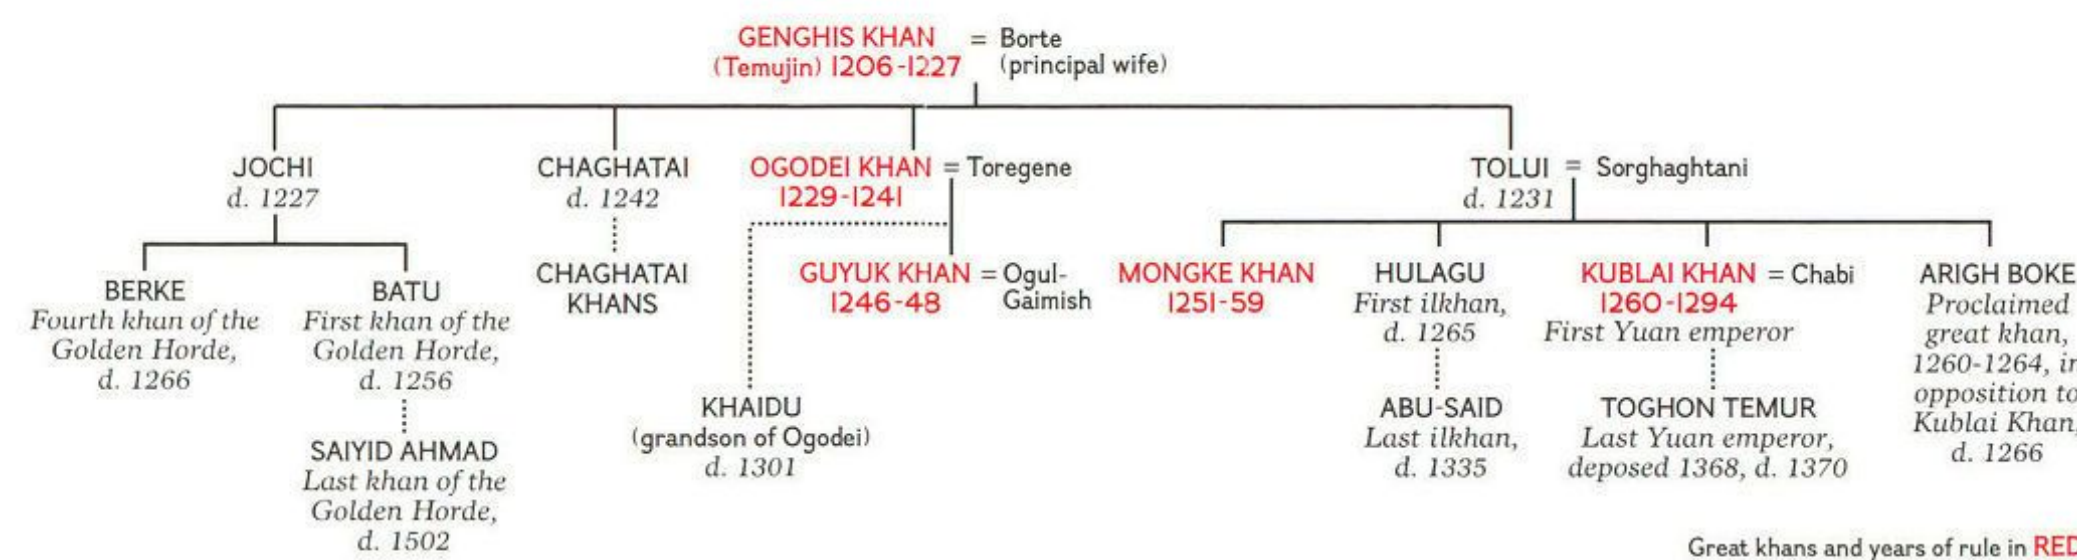 GENGHIS KHAN = Borte
(Temujin) 1206-1227 (principal wife)
JOCHI
d. 1227
CHAGHATAI
d. 1242
OGODEI KHAN = Toregene
1229-1241
TOLUI = Sorghaghtani
d. 1231
BERKE
Fourth khan of the
Golden Horde,
d. 1266
BATU
First khan of the
Golden Horde,
d. 1256
CHAGHATAI
KHANS
GUYUK KHAN = Ogul-
1246-48 Gaimish
MONGKE KHAN
1251-59
HULAGU
First ilkhan,
d. 1265
KUBLAI KHAN = Chabi
1260-1294
First Yuan emperor
ARIGH BOKE
Proclaimed
great khan,
1260-1264, in
opposition to
Kublai Khan,
d. 1266
SAIYID AHMAD
Last khan of the
Golden Horde,
d. 1502
KHAIDU
(grandson of Ogodei)
d. 1301
ABU-SAID
Last ilkhan,
d. 1335
TOGHON TEMUR
Last Yuan emperor,
deposed 1368, d. 1370
Great khans and years of rule in RED